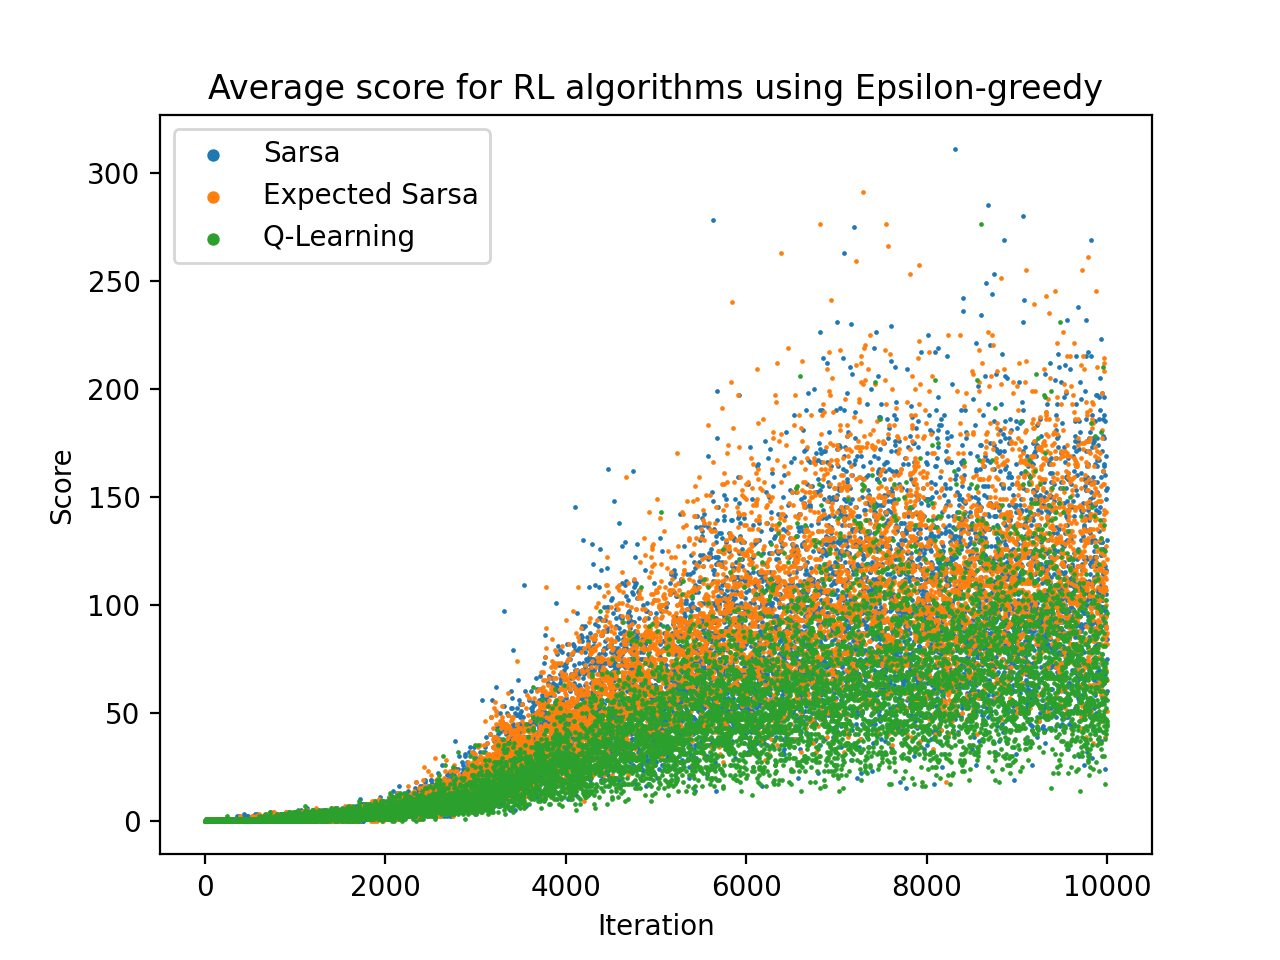 Average score for RL algorithms using Epsilon-greedy
Sarsa
Expected Sarsa
Q-Learning
300
250
200
150
100
50
0
Score
0 2000 4000 6000 8000 10000
Iteration